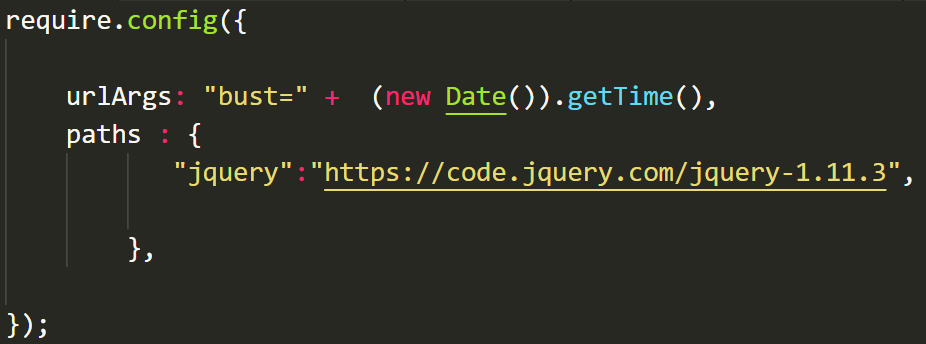 require.config({
urlArgs: "bust=" +  (new Date()).getTime(),
paths : {
"jquery":"https://code.jquery.com/jquery-1.11.3",
},
});